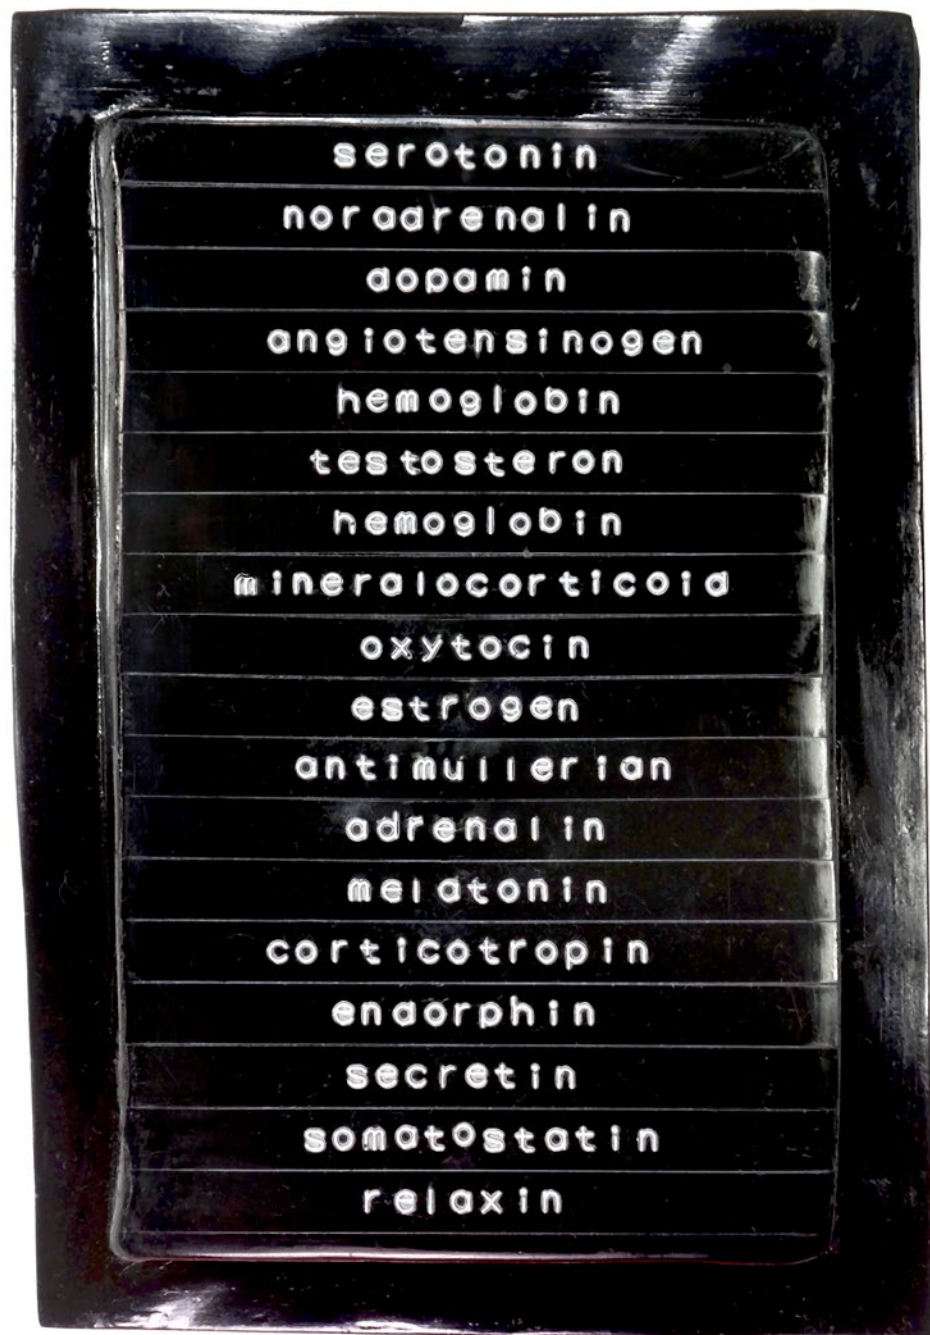 serotonin
noradrenalin
dopamin
angiotensinogen
hemoglobin
testosteron
hemoglobin
mineralocorticoid
oxytocin
estrogen
antimullerian
adrenalin
melatonin
corticotropin
endorphin
secretin
somatostatin
relaxin